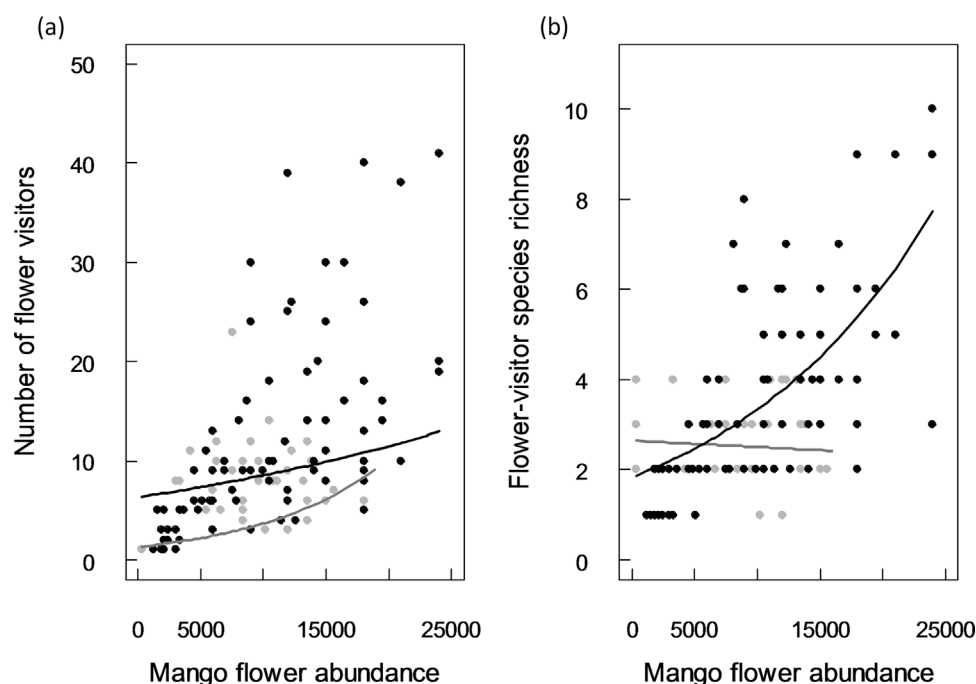 (a)
50
40
30
20
10
0
Number of flower visitors
0 5000 15000 25000
Mango flower abundance
(b)
10
8
6
4
2
0
Flower-visitor species richness
0 5000 15000 25000
Mango flower abundance